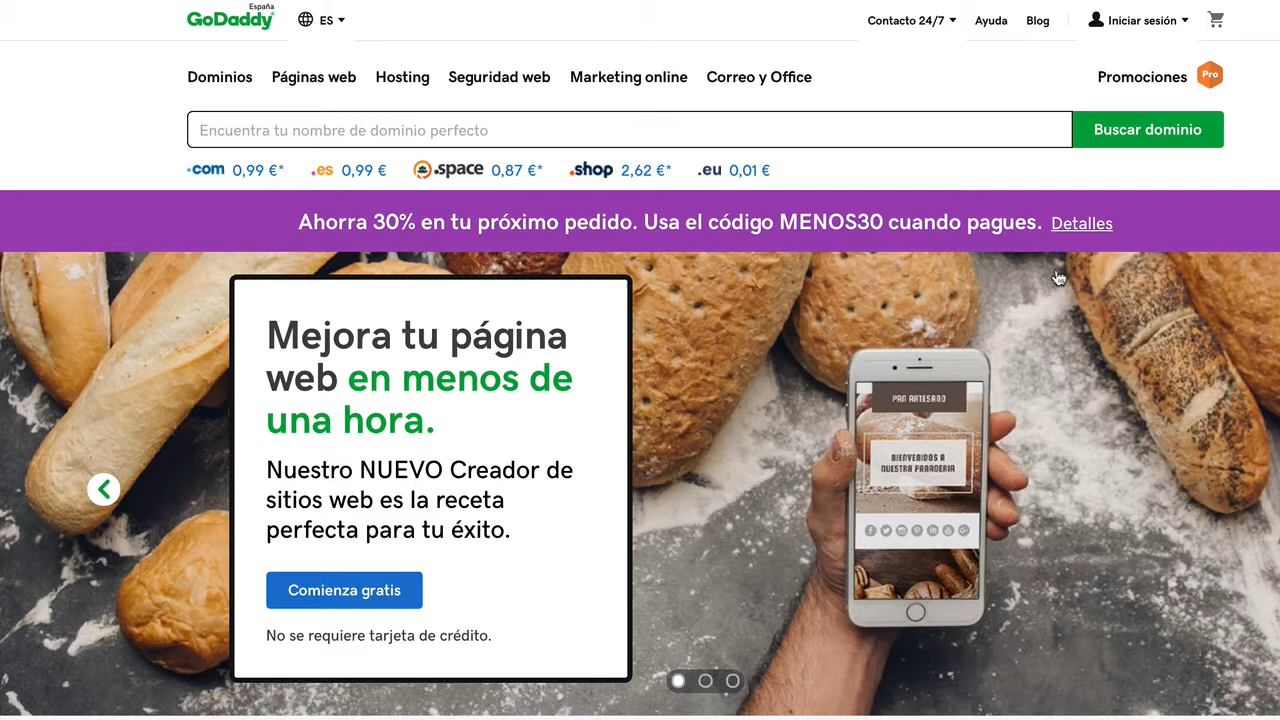 España
GoDaddy
ES
Contacto 24/7
Ayuda
Blog
Iniciar sesión
Dominios
Páginas web
Hosting
Seguridad web
Marketing online
Correo y Office
Promociones
Pro
Encuentra tu nombre de dominio perfecto
Buscar dominio
.com 0,99 €*
.es 0,99 €
.space 0,87 €*
.shop 2,62 €*
.eu 0,01 €
Ahorra 30% en tu próximo pedido. Usa el código MENOS30 cuando pagues. Detalles
Mejora tu página
web en menos de
una hora.
Nuestro NUEVO Creador de
sitios web es la receta
perfecta para tu éxito.
Comienza gratis
No se requiere tarjeta de crédito.
PAN ARTESANO
BIENVENIDOS A
NUESTRA PANADERIA